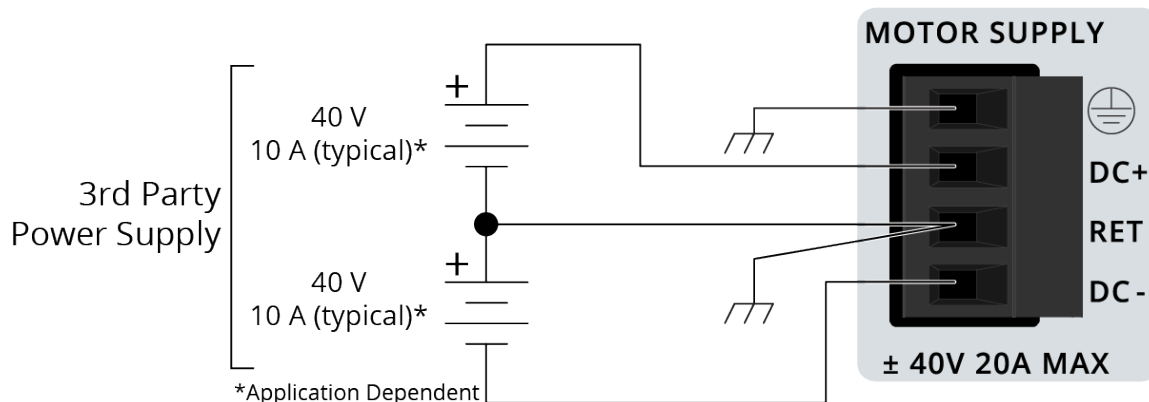 MOTOR SUPPLY
+
40 V
10 A (typical)*
3rd Party
Power Supply
+
40 V
10 A (typical)*
*Application Dependent
DC+
RET
DC -
± 40V 20A MAX